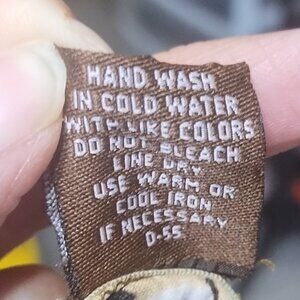 HAND WASH
IN COLD WATER
WITH LIKE COLORS
DO NOT BLEACH
LINE DRY
USE WARM OR
COOL IRON
IF NECESSARY
D-55